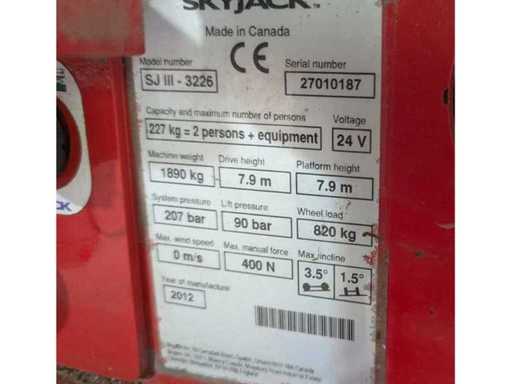 SKYJACK™
Made in Canada
Model number
Serial number
SJ III - 3226
CE
27010187
Capacity and maximum number of persons
Voltage
227 kg = 2 persons + equipment
24 V
Machine weight
Drive height
Platform height
1890 kg
7.9 m
7.9 m
System pressure
Lift pressure
Wheel load
207 bar
90 bar
820 kg
Max. wind speed
Max. manual force
Max incline
0 m/s
400 N
3.5°
1.5°
Year of manufacture
2012